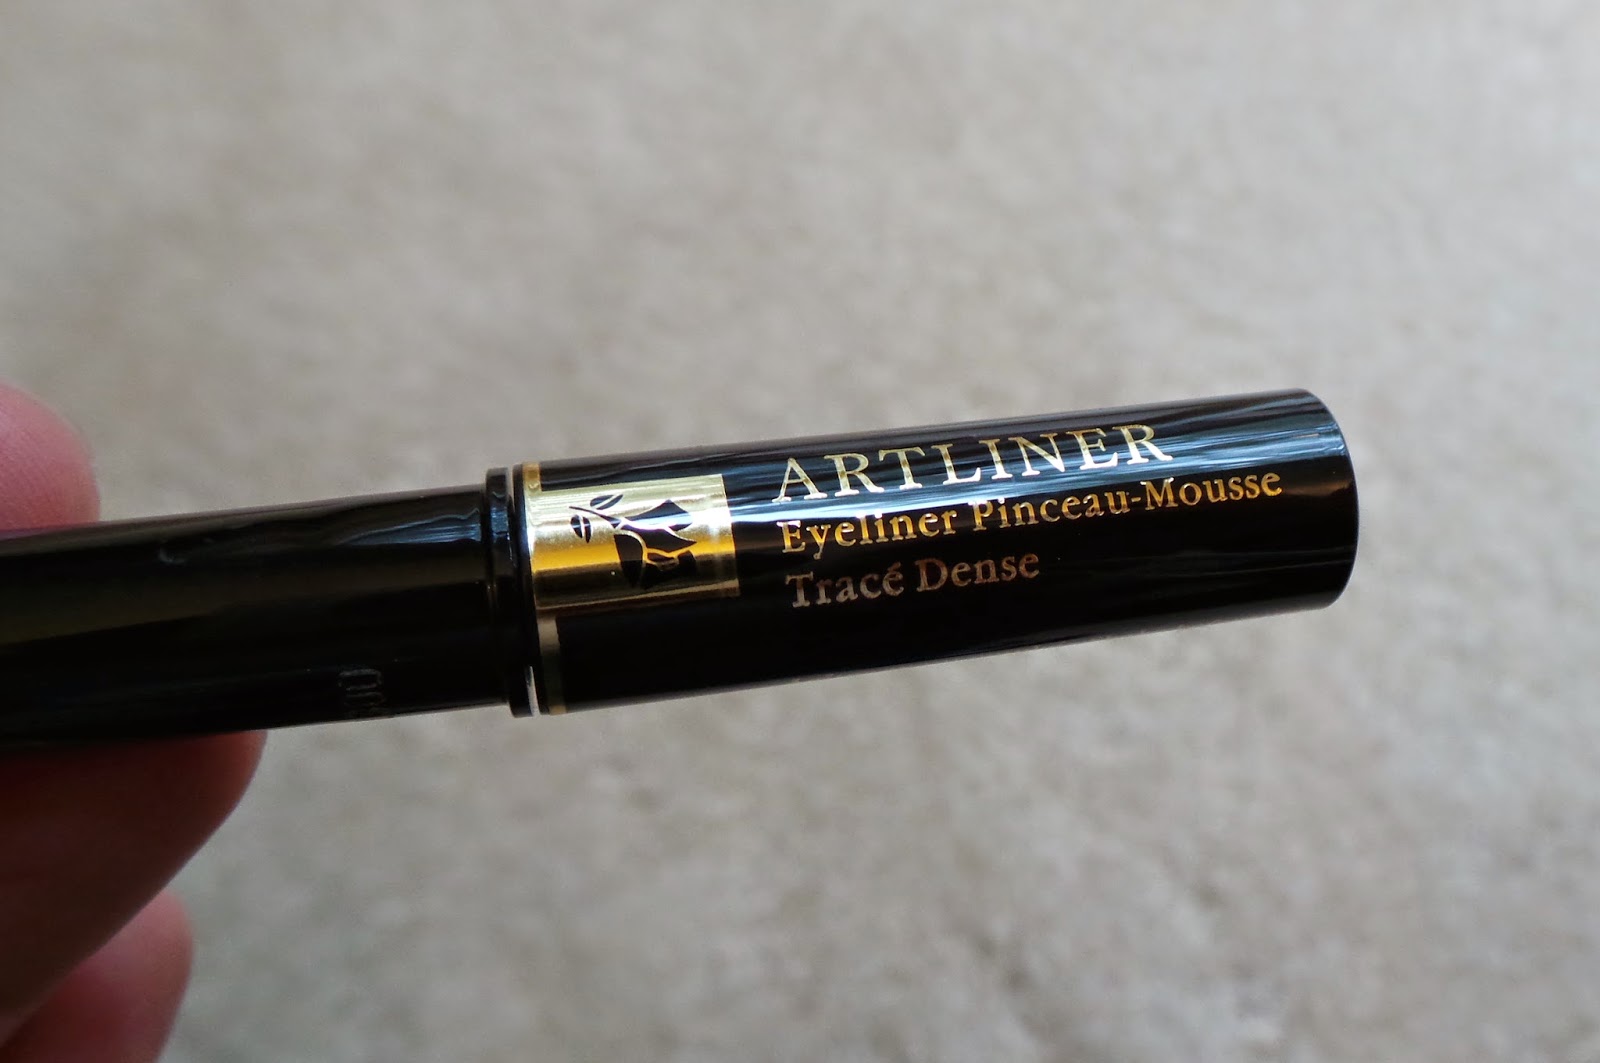 ARTLINER
Eyeliner Pinceau-Mousse
Tracé Dense